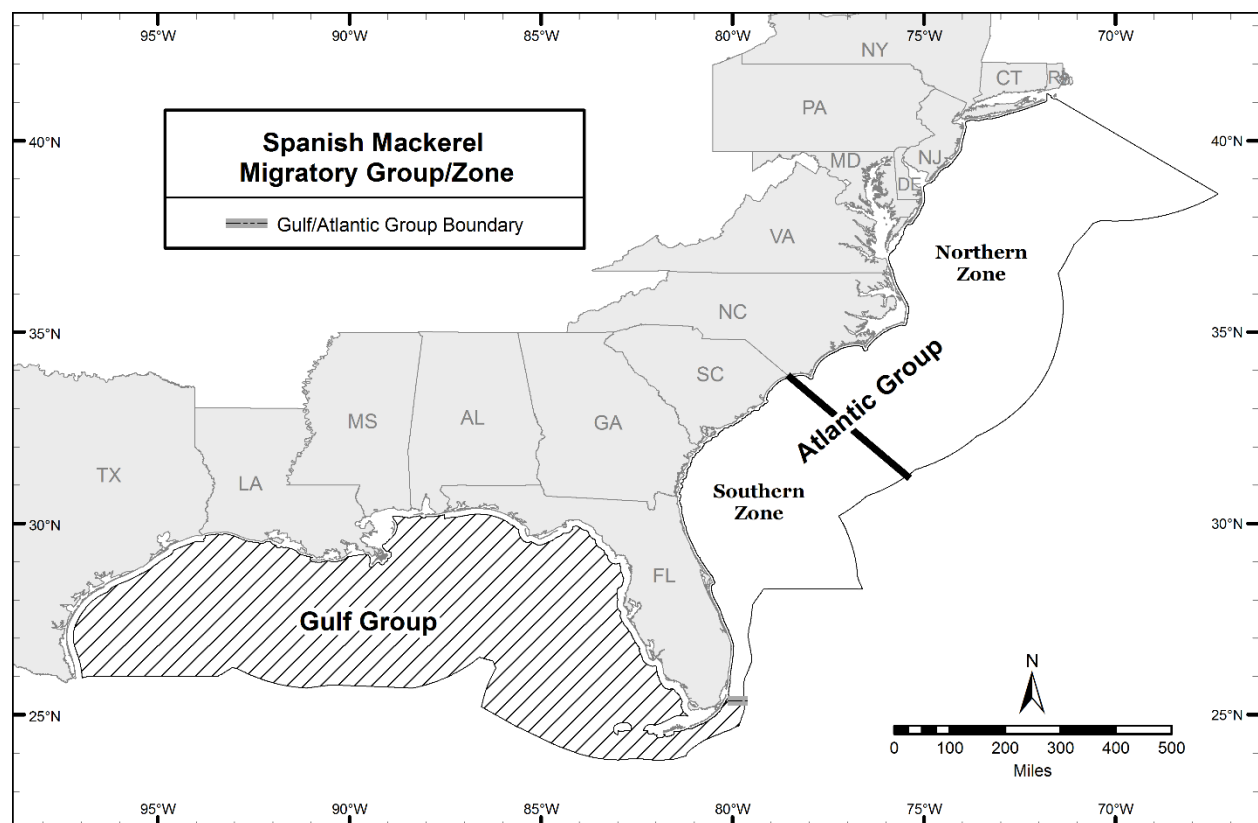 95°W 90°W 85°W 80°W 75°W 70°W
40°N
35°N
30°N
25°N
40°N
35°N
30°N
25°N
Spanish Mackerel
Migratory Group/Zone
Gulf/Atlantic Group Boundary
NY
CT
RI
PA
NJ
MD
DE
VA
NC
SC
MS
AL
GA
TX
LA
FL
Northern
Zone
Atlantic Group
Southern
Zone
Gulf Group
N
0 100 200 300 400 500
Miles
95°W 90°W 85°W 80°W 75°W 70°W